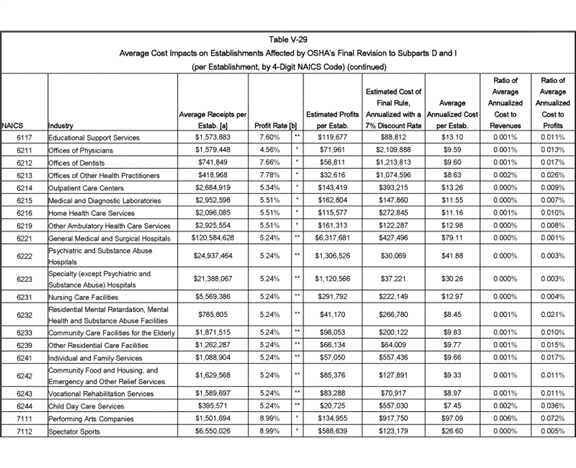 Table V-29
Average Cost Impacts on Establishments Affected by OSHA's Final Revision to Subparts D and I
(per Establishment, by 4-Digit NAICS Code) (continued)
NAICS Industry Average Receipts per Estab. [a] Profit Rate [b] Estimated Profits per Estab. Estimated Cost of Final Rule, Annualized with a 7% Discount Rate Average Annualized Cost per Estab. Ratio of Average Annualized Cost to Revenues Ratio of Average Annualized Cost to Profits
6117 Educational Support Services $1,573,883 7.60% ** $119,677 $88,812 $13.10 0.001% 0.011%
6211 Offices of Physicians $1,579,448 4.56% * $71,961 $2,109,888 $9.59 0.001% 0.013%
6212 Offices of Dentists $741,849 7.66% * $56,811 $1,213,813 $9.60 0.001% 0.017%
6213 Offices of Other Health Practitioners $418,968 7.78% * $32,616 $1,074,596 $8.63 0.002% 0.026%
6214 Outpatient Care Centers $2,684,919 5.34% * $143,419 $393,215 $13.26 0.000% 0.009%
6215 Medical and Diagnostic Laboratories $2,952,598 5.51% * $162,804 $147,860 $11.55 0.000% 0.007%
6216 Home Health Care Services $2,096,085 5.51% * $115,577 $272,845 $11.16 0.001% 0.010%
6219 Other Ambulatory Health Care Services $2,925,554 5.51% * $161,313 $122,287 $12.98 0.000% 0.008%
6221 General Medical and Surgical Hospitals $120,584,628 5.24% ** $6,317,681 $427,496 $79.11 0.000% 0.001%
6222 Psychiatric and Substance Abuse Hospitals $24,937,464 5.24% ** $1,306,526 $30,069 $41.88 0.000% 0.003%
6223 Specialty (except Psychiatric and Substance Abuse) Hospitals $21,388,067 5.24% ** $1,120,566 $37,221 $30.26 0.000% 0.003%
6231 Nursing Care Facilities $5,569,386 5.24% ** $291,792 $222,149 $12.97 0.000% 0.004%
6232 Residential Mental Retardation, Mental Health and Substance Abuse Facilities $785,805 5.24% ** $41,170 $266,780 $8.45 0.001% 0.021%
6233 Community Care Facilities for the Elderly $1,871,515 5.24% ** $98,053 $200,122 $9.83 0.001% 0.010%
6239 Other Residential Care Facilities $1,262,287 5.24% ** $66,134 $64,009 $9.77 0.001% 0.015%
6241 Individual and Family Services $1,088,904 5.24% ** $57,050 $557,436 $9.66 0.001% 0.017%
6242 Community Food and Housing, and Emergency and Other Relief Services $1,629,568 5.24% ** $85,376 $127,891 $9.33 0.001% 0.011%
6243 Vocational Rehabilitation Services $1,589,697 5.24% ** $83,288 $70,917 $8.97 0.001% 0.011%
6244 Child Day Care Services $395,571 5.24% ** $20,725 $557,030 $7.45 0.002% 0.036%
7111 Performing Arts Companies $1,501,694 8.99% * $134,955 $917,750 $97.09 0.006% 0.072%
7112 Spectator Sports $6,550,026 8.99% * $588,639 $123,179 $26.60 0.000% 0.005%